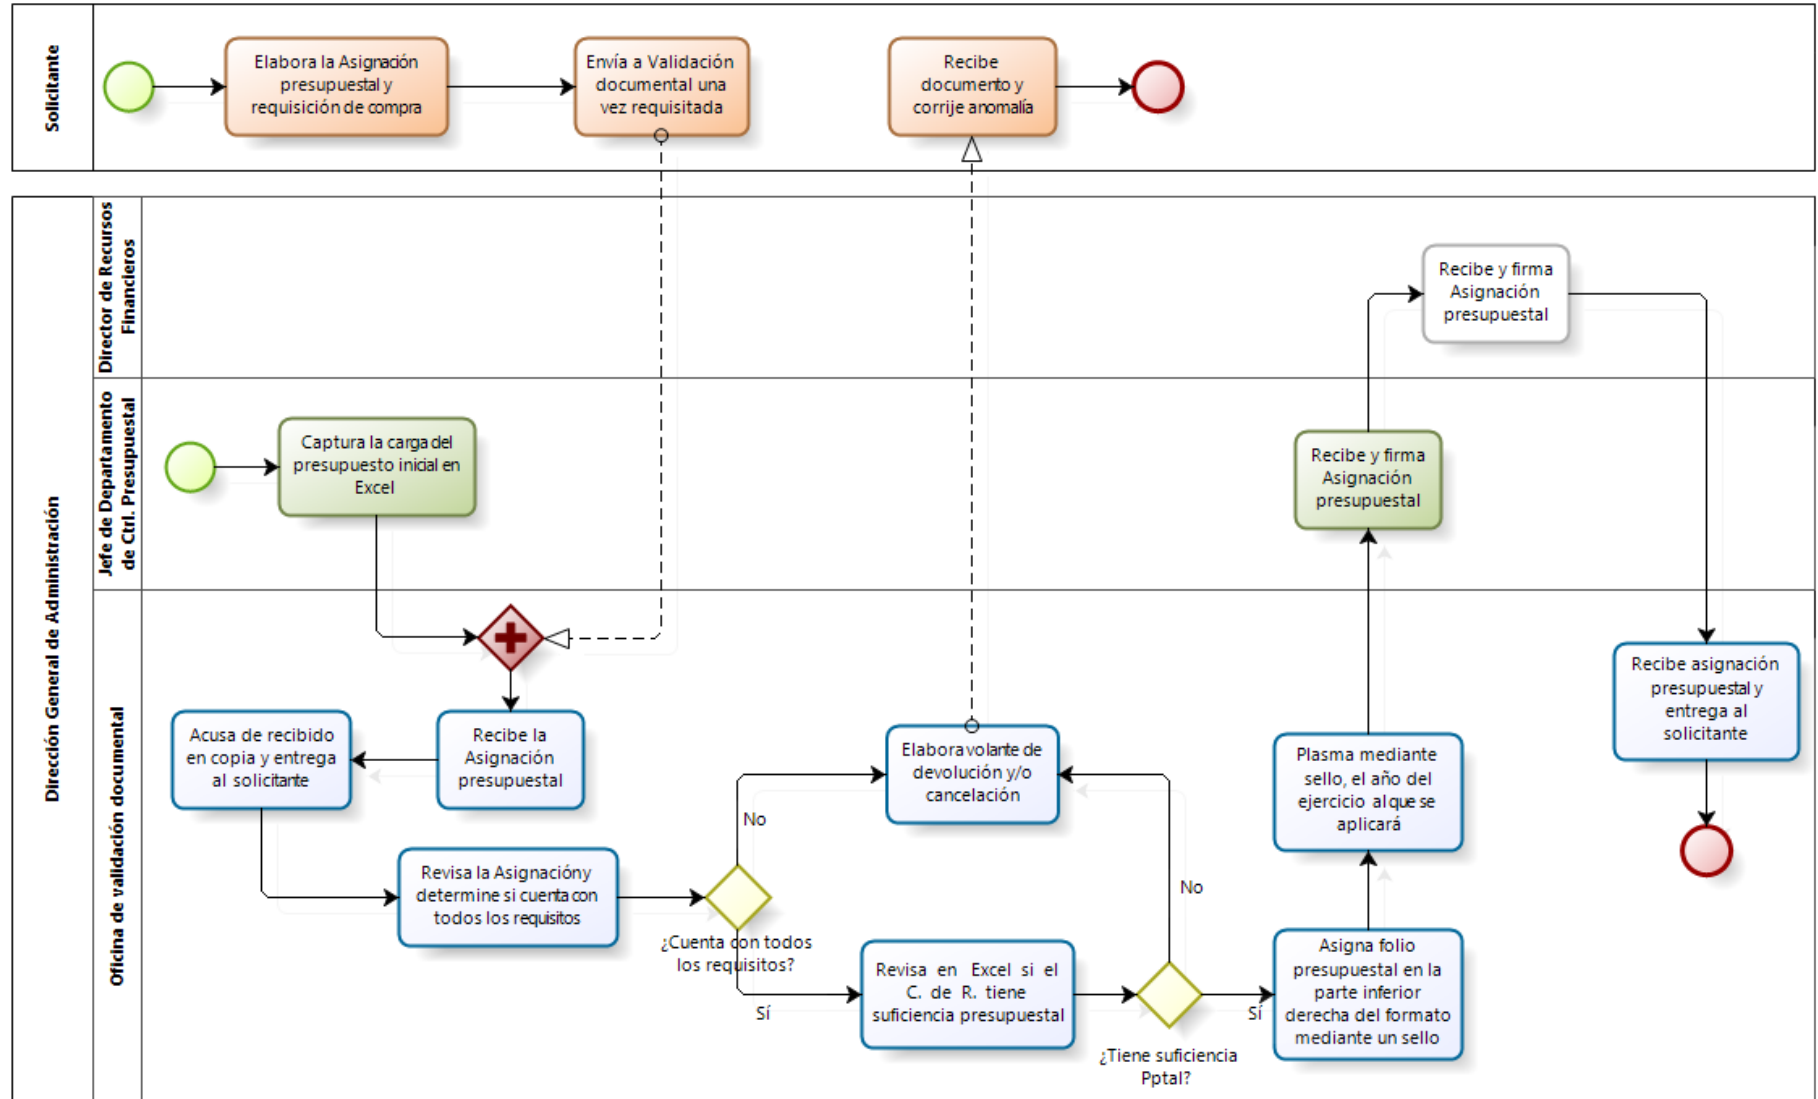 Solicitante
Elabora la Asignación
presupuestal y
requisición de compra
Envía a Validación
documental una
vez requisitada
Recibe
documento y
corrije anomalía
Dirección General de Administración
Director de Recursos
Financieros
Recibe y firma
Asignación
presupuestal
Jefe de Departamento
de Ctrl. Presupuestal
Captura la carga del
presupuesto inicial en
Excel
Recibe y firma
Asignación
presupuestal
Oficina de validación documental
Acusa de recibido
en copia y entrega
al solicitante
Recibe la
Asignación
presupuestal
Revisa la Asignación y
determine si cuenta con
todos los requisitos
¿Cuenta con todos
los requisitos?
No
Sí
Elabora volante de
devolución y/o
cancelación
Revisa en Excel si el
C. de R. tiene
suficiencia presupuestal
¿Tiene suficiencia
Pptal?
No
Sí
Asigna folio
presupuestal en la
parte inferior
derecha del formato
mediante un sello
Plasma mediante
sello, el año del
ejercicio al que se
aplicará
Recibe asignación
presupuestal y
entrega al
solicitante